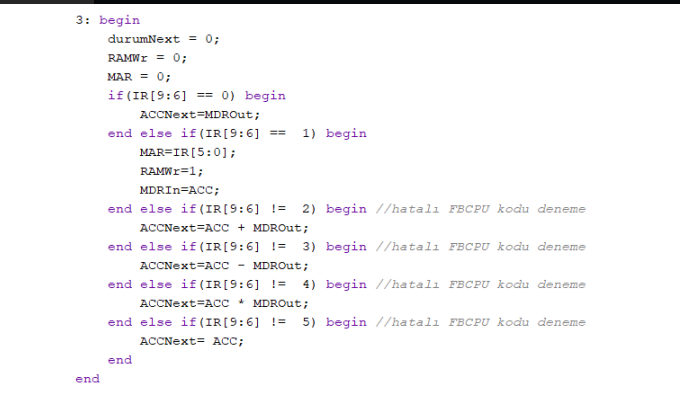 3: begin
durumNext = 0;
RAMWr = 0;
MAR = 0;
if(IR[9:6] == 0) begin
ACCNext=MDROut;
end else if(IR[9:6] == 1) begin
MAR=IR[5:0];
RAMWr=1;
MDRIn=ACC;
end else if(IR[9:6] != 2) begin //hatalı FBCPU kodu deneme
ACCNext=ACC + MDROut;
end else if(IR[9:6] != 3) begin //hatalı FBCPU kodu deneme
ACCNext=ACC - MDROut;
end else if(IR[9:6] != 4) begin //hatalı FBCPU kodu deneme
ACCNext=ACC * MDROut;
end else if(IR[9:6] != 5) begin //hatalı FBCPU kodu deneme
ACCNext= ACC;
end
end